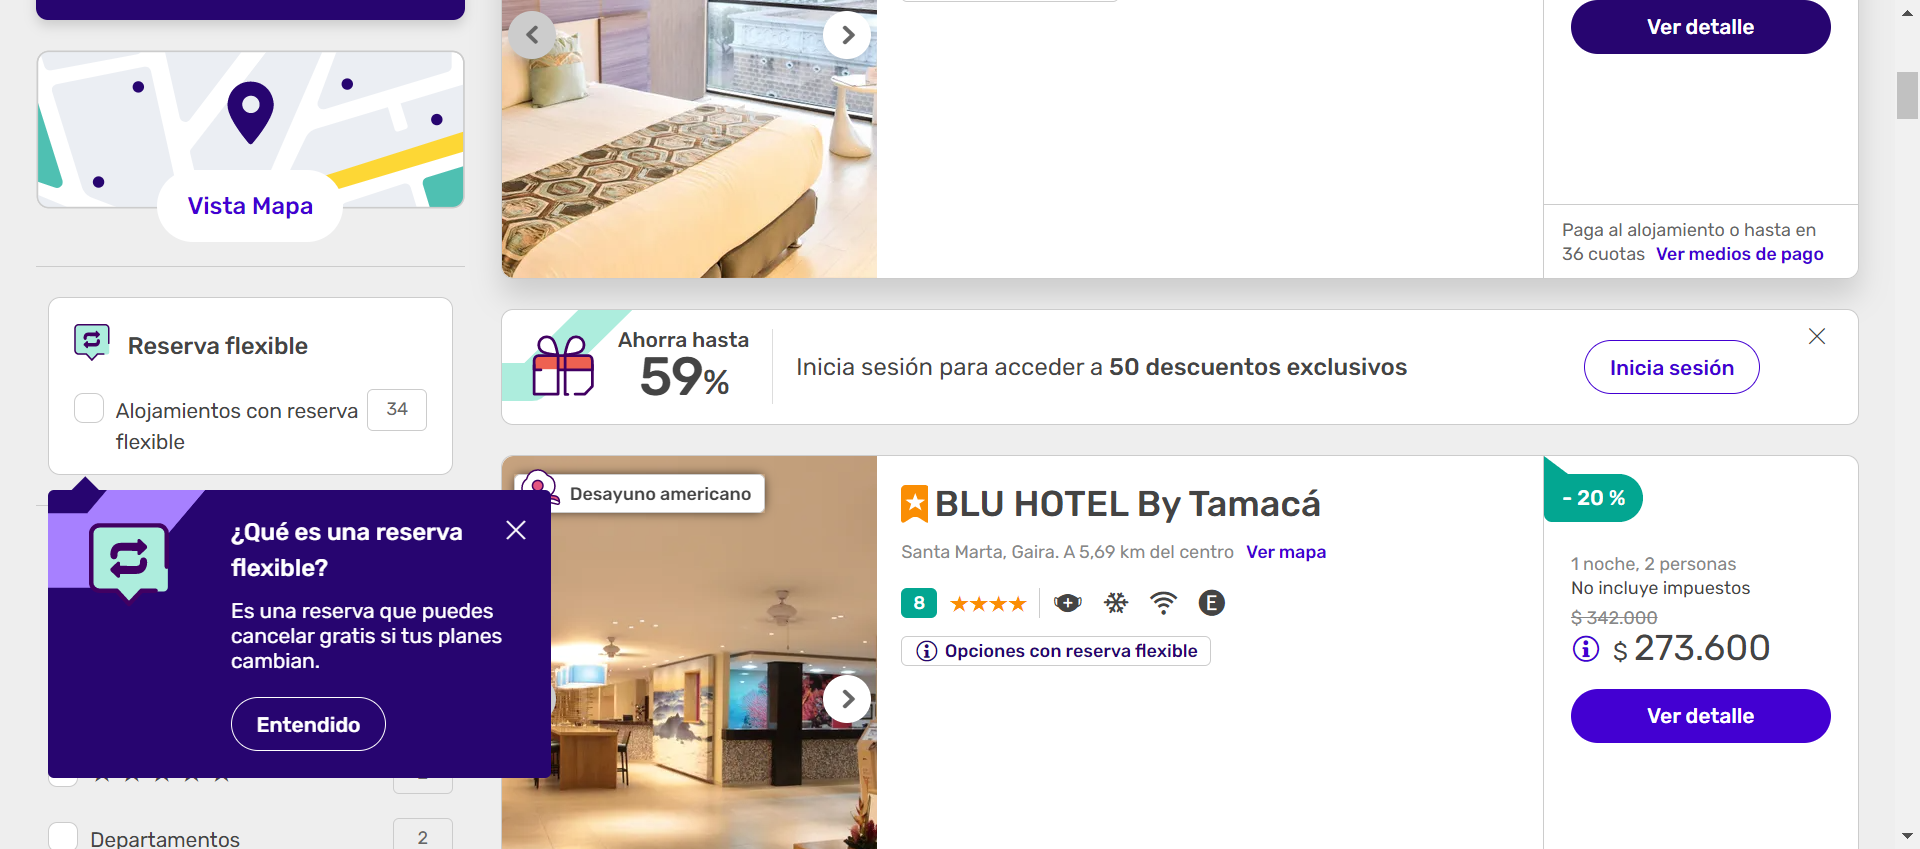 Ver detalle
Vista Mapa
Paga al alojamiento o hasta en
36 cuotas Ver medios de pago
Reserva flexible
Alojamientos con reserva
flexible
34
Ahorra hasta
59%
Inicia sesión para acceder a 50 descuentos exclusivos
Inicia sesión
¿Qué es una reserva
flexible?
Es una reserva que puedes
cancelar gratis si tus planes
cambian.
Entendido
Departamentos
2
Desayuno americano
BLU HOTEL By Tamacá
Santa Marta, Gaira. A 5,69 km del centro Ver mapa
8
E
Opciones con reserva flexible
- 20 %
1 noche, 2 personas
No incluye impuestos
$ 342.000
$ 273.600
Ver detalle